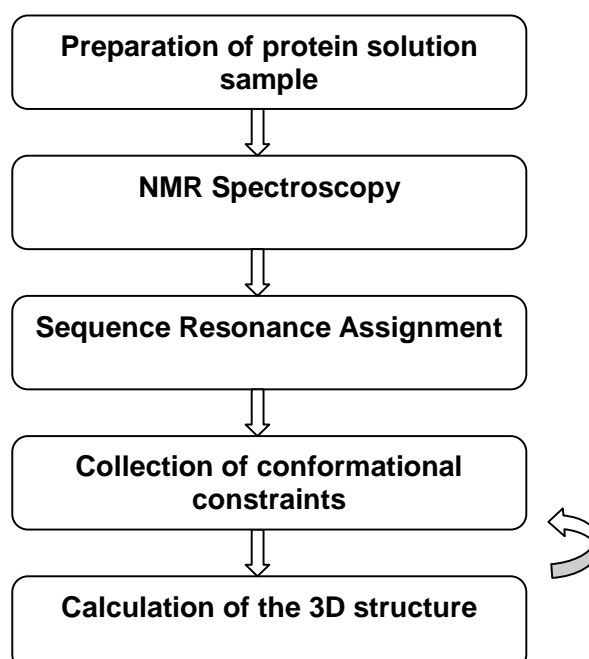 Preparation of protein solution
sample
NMR Spectroscopy
Sequence Resonance Assignment
Collection of conformational
constraints
Calculation of the 3D structure